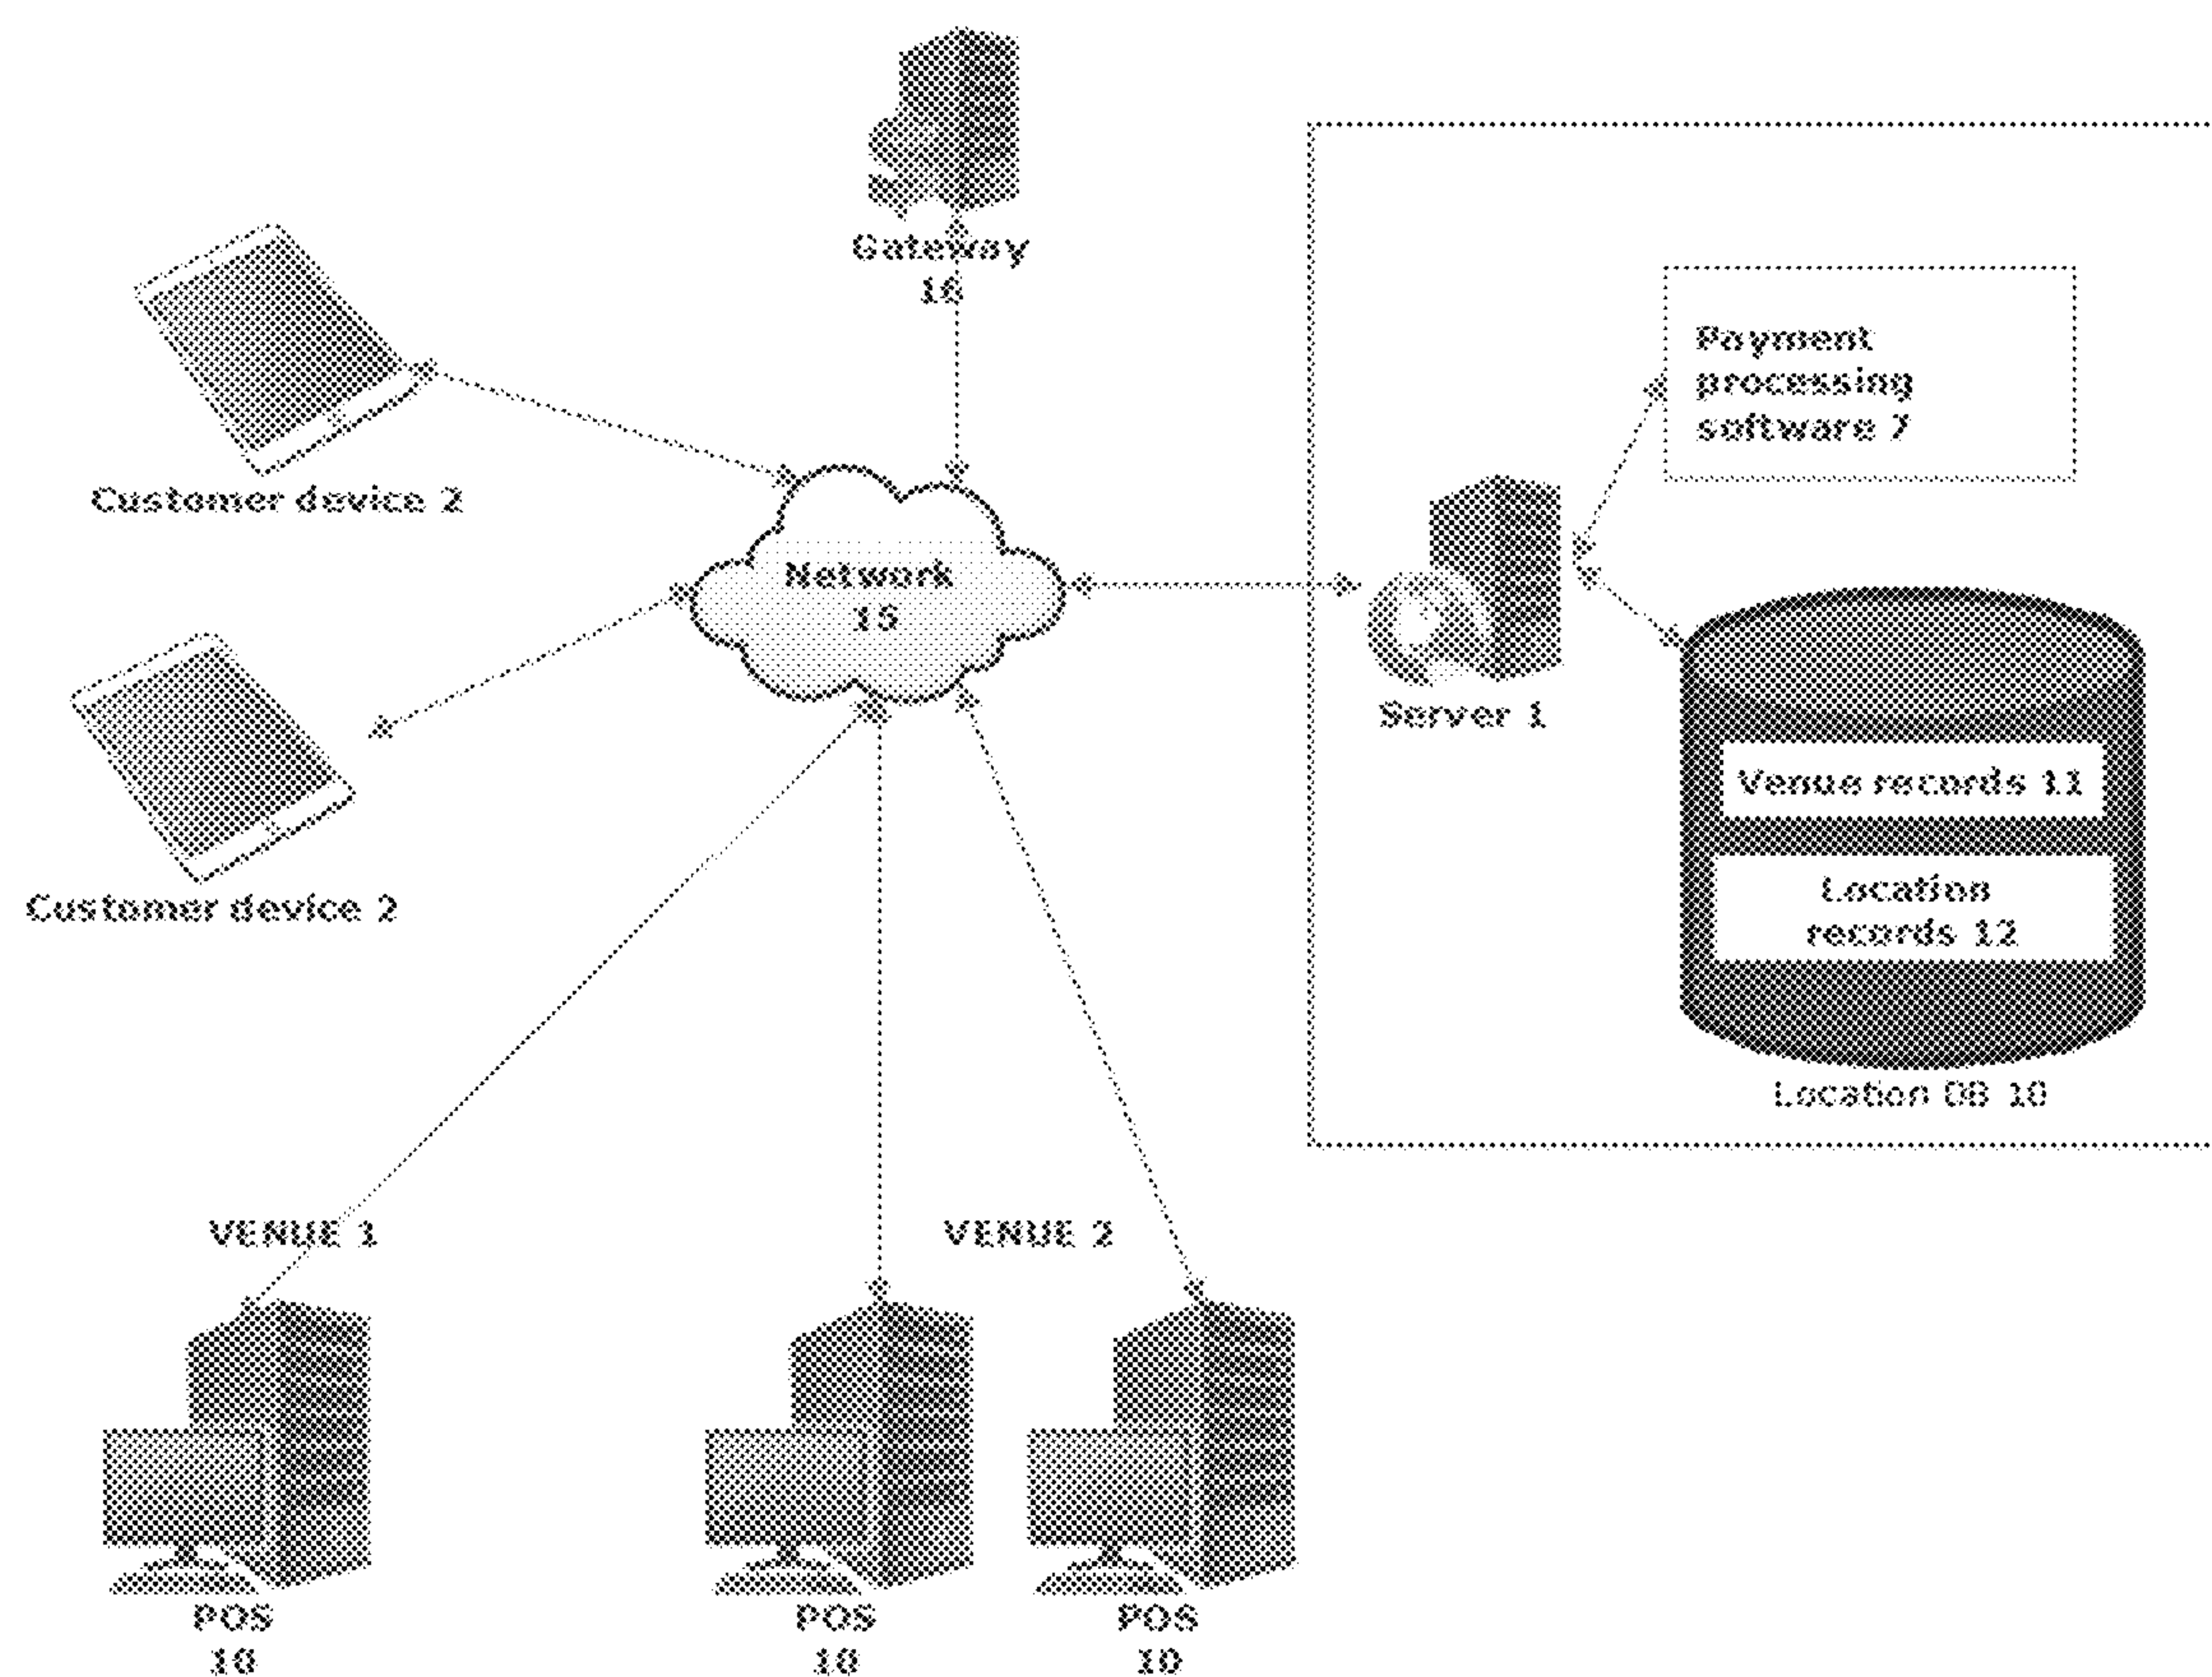 Gateway
16
Payment
processing
software 7
Customer device 2
Network
15
Server 1
Venue records 11
Location
records 12
Customer device 2
Location DB 10
VENUE 1
VENUE 2
POS
10
POS
10
POS
10